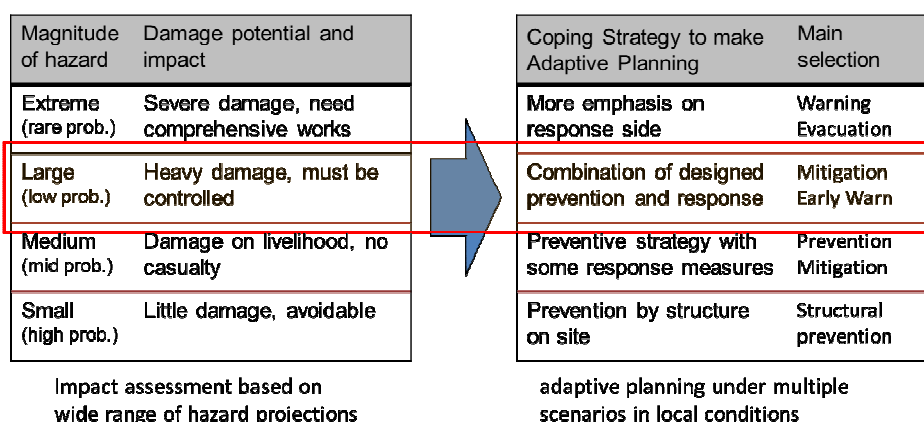 Magnitude of hazard
Damage potential and impact
Extreme (rare prob.)
Severe damage, need comprehensive works
Large (low prob.)
Heavy damage, must be controlled
Medium (mid prob.)
Damage on livelihood, no casualty
Small (high prob.)
Little damage, avoidable
Impact assessment based on
wide range of hazard projections
Coping Strategy to make Adaptive Planning
Main selection
More emphasis on response side
Warning Evacuation
Combination of designed prevention and response
Mitigation Early Warn
Preventive strategy with some response measures
Prevention Mitigation
Prevention by structure on site
Structural prevention
adaptive planning under multiple
scenarios in local conditions